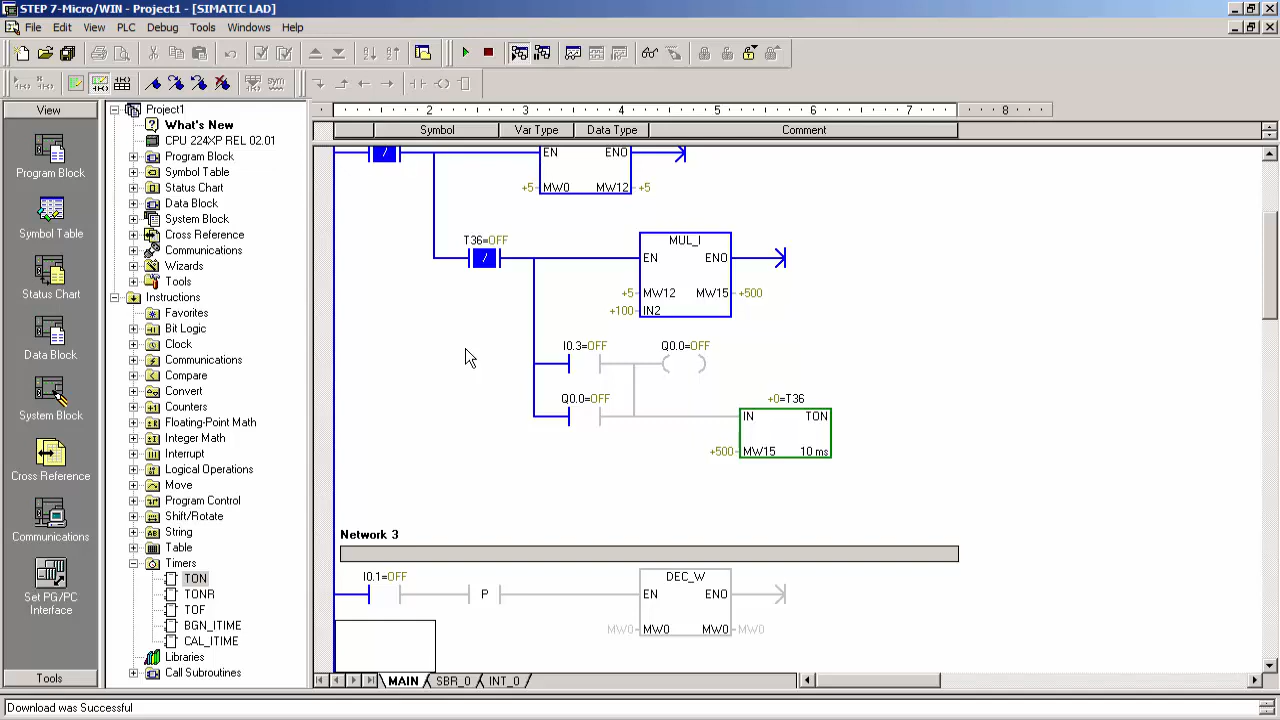 STEP 7-Micro/WIN - Project1 - [SIMATIC LAD]
File Edit View PLC Debug Tools Windows Help
sym
View
Program Block
Symbol Table
Status Chart
Data Block
System Block
Cross Reference
Communications
Set PG/PC
Interface
Tools
Project1
What's New
CPU 224XP REL 02.01
Program Block
Symbol Table
Status Chart
Data Block
System Block
Cross Reference
Communications
Wizards
Tools
Instructions
Favorites
Bit Logic
Clock
Communications
Compare
Convert
Counters
Floating-Point Math
Integer Math
Interrupt
Logical Operations
Move
Program Control
Shift/Rotate
String
Table
Timers
TON
TONR
TOF
BGN_ITIME
CAL_ITIME
Libraries
Call Subroutines
2 3 4 5 6 7 8
Symbol Var Type Data Type Comment
/ EN ENO
+5 MW0 MW12 +5
T36=OFF MUL_I
/ EN ENO
+5 MW12 MW15 +500
+100 IN2
I0.3=OFF Q0.0=OFF
Q0.0=OFF +0=T36
IN TON
+500 MW15 10 ms
Network 3
I0.1=OFF DEC_W
P EN ENO
MW0 MW0 MW0 MW0
MAIN SBR_0 INT_0
Download was Successful